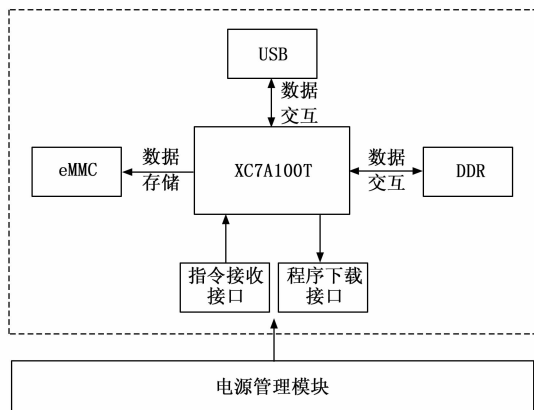 USB
数据
交互
eMMC
数据
存储
XC7A100T
数据
交互
DDR
指令接收
接口
程序下载
接口
电源管理模块